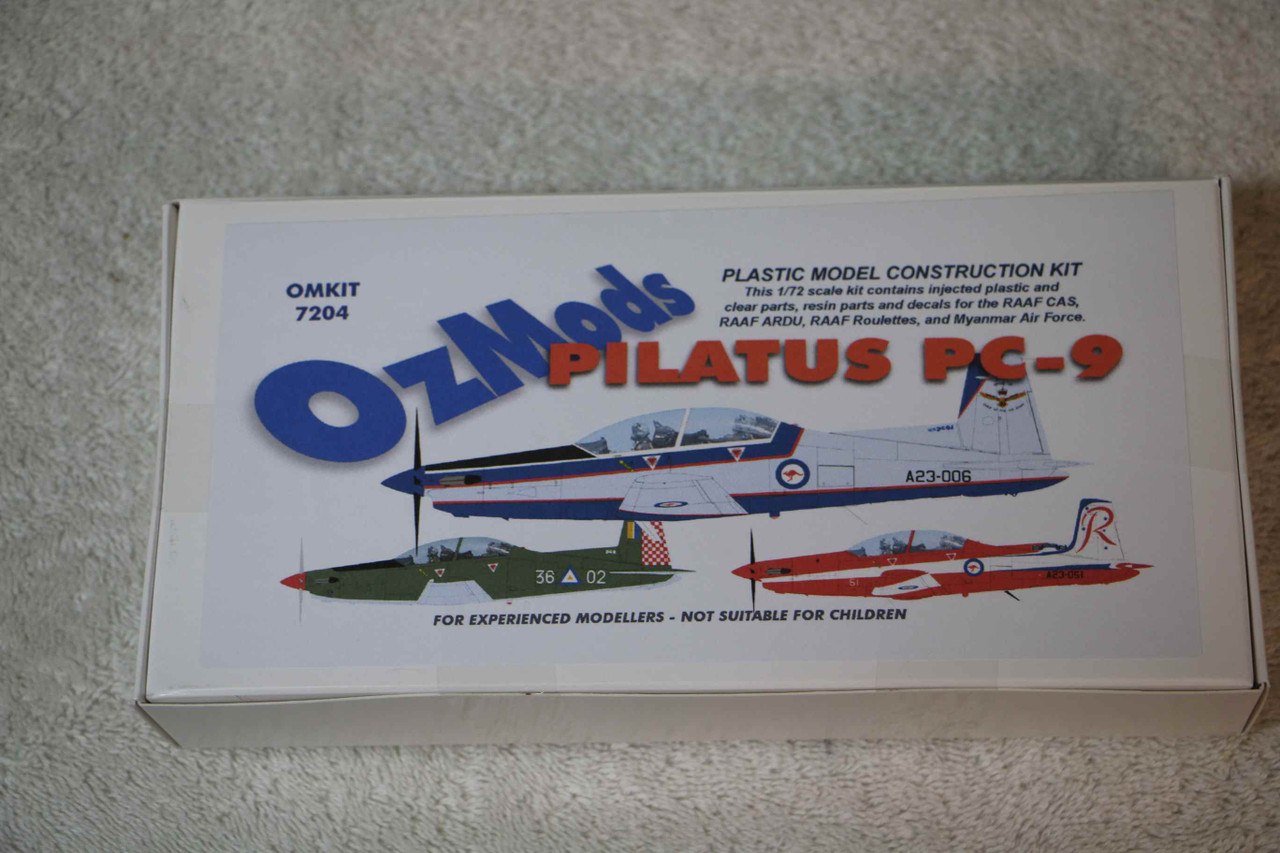 OMKIT
7204
OzMods
PLASTIC MODEL CONSTRUCTION KIT
This 1/72 scale kit contains injected plastic and
clear parts, resin parts and decals for the RAAF CAS,
RAAF ARDU, RAAF Roulettes, and Myanmar Air Force.
PILATUS PC-9
A23-006
36 02
R
51
A23-051
FOR EXPERIENCED MODELLERS - NOT SUITABLE FOR CHILDREN